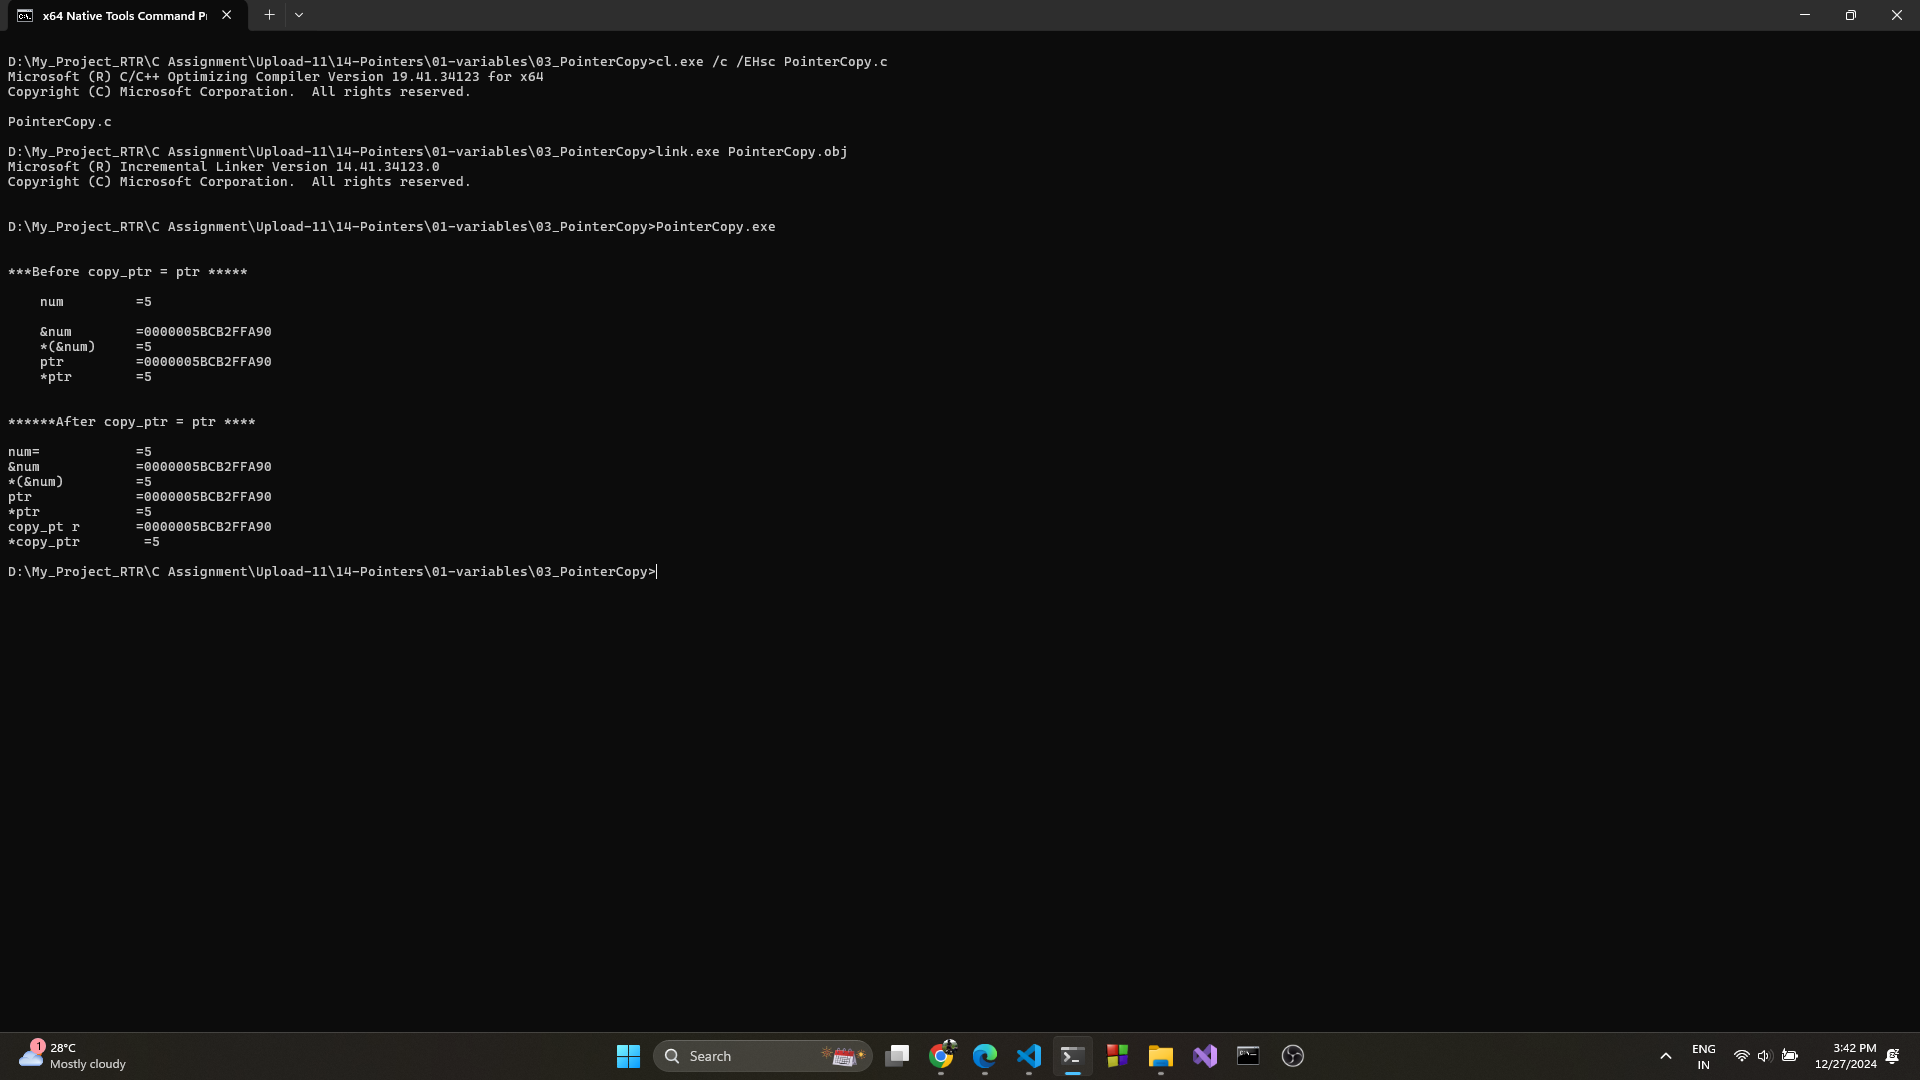 x64 Native Tools Command P
D:\My_Project_RTR\C Assignment\Upload-11\14-Pointers\01-variables\03_PointerCopy>cl.exe /c /EHsc PointerCopy.c
Microsoft (R) C/C++ Optimizing Compiler Version 19.41.34123 for x64
Copyright (C) Microsoft Corporation.  All rights reserved.
PointerCopy.c
D:\My_Project_RTR\C Assignment\Upload-11\14-Pointers\01-variables\03_PointerCopy>link.exe PointerCopy.obj
Microsoft (R) Incremental Linker Version 14.41.34123.0
Copyright (C) Microsoft Corporation.  All rights reserved.
D:\My_Project_RTR\C Assignment\Upload-11\14-Pointers\01-variables\03_PointerCopy>PointerCopy.exe
***Before copy_ptr = ptr *****
    num         =5
    &num        =0000005BCB2FFA90
    *(&num)     =5
    ptr         =0000005BCB2FFA90
    *ptr        =5
******After copy_ptr = ptr ****
num=            =5
&num            =0000005BCB2FFA90
*(&num)         =5
ptr             =0000005BCB2FFA90
*ptr            =5
copy_pt r       =0000005BCB2FFA90
*copy_ptr        =5
D:\My_Project_RTR\C Assignment\Upload-11\14-Pointers\01-variables\03_PointerCopy>
1
28°C
Mostly cloudy
Search
ENG
IN
3:42 PM
12/27/2024